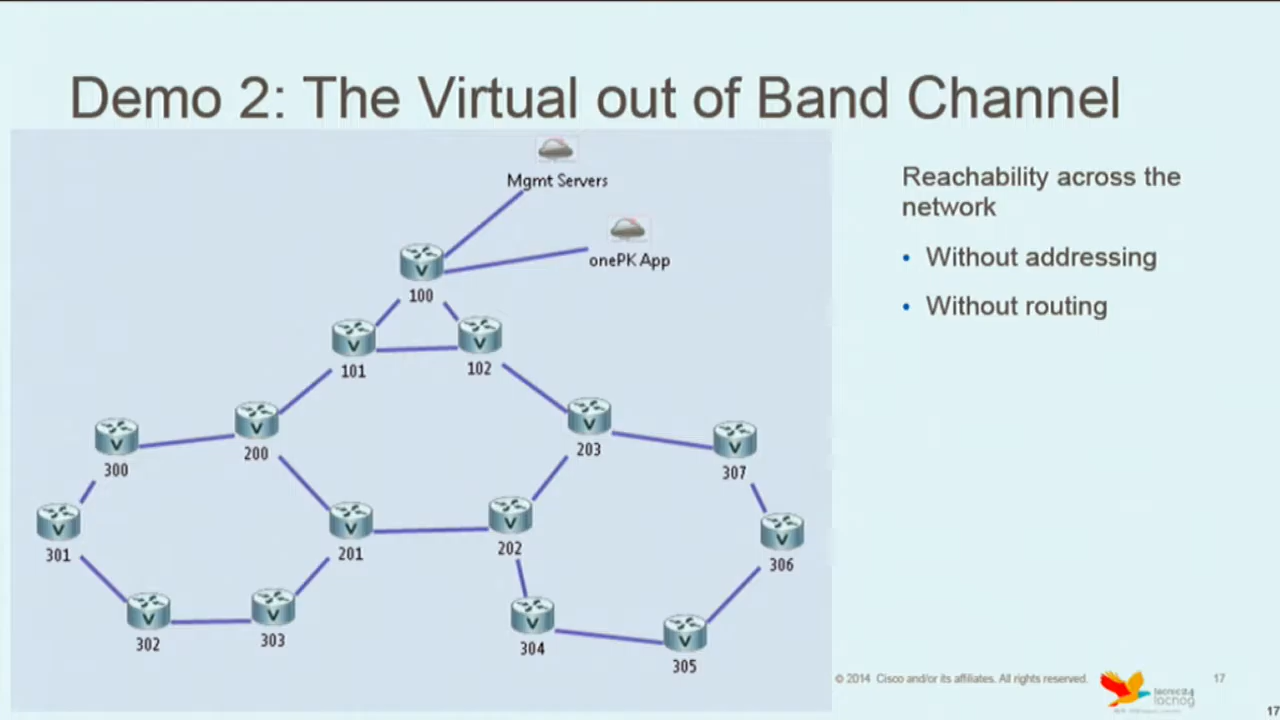 Demo 2: The Virtual out of Band Channel
Mgmt Servers
onePK App
100
101
102
200
203
300
307
301
201
202
306
302
303
304
305
Reachability across the
network
• Without addressing
• Without routing
© 2014 Cisco and/or its affiliates. All rights reserved.
17
lacnog
17